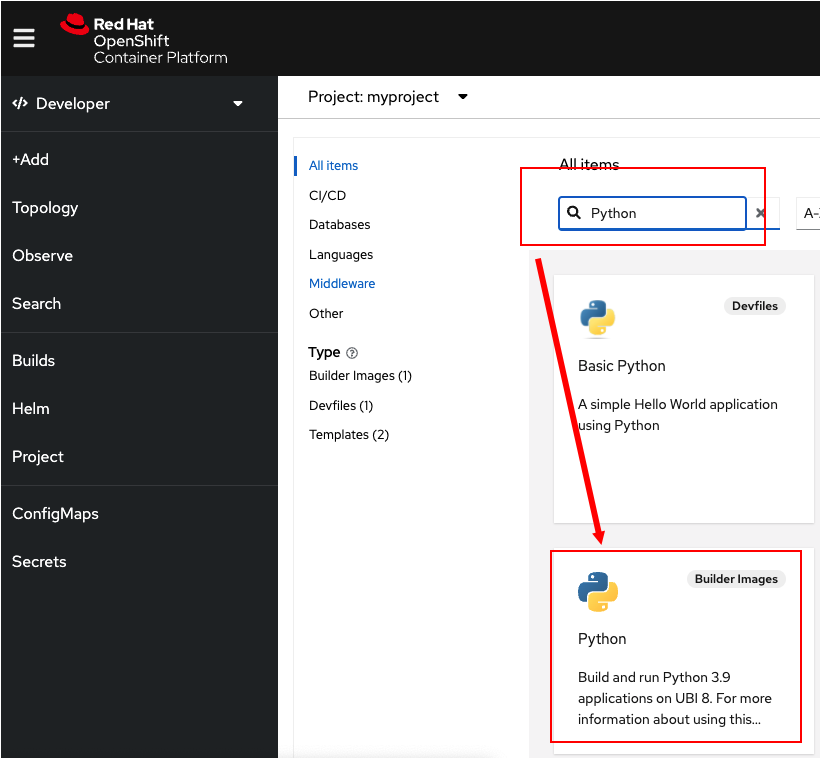 Red Hat
OpenShift
Container Platform
Developer
+Add
Topology
Observe
Search
Builds
Helm
Project
ConfigMaps
Secrets
Project: myproject
All items
CI/CD
Databases
Languages
Middleware
Other
Type
Builder Images (1)
Devfiles (1)
Templates (2)
All items
Python
A-
Devfiles
Basic Python
A simple Hello World application
using Python
Builder Images
Python
Build and run Python 3.9
applications on UBI 8. For more
information about using this...